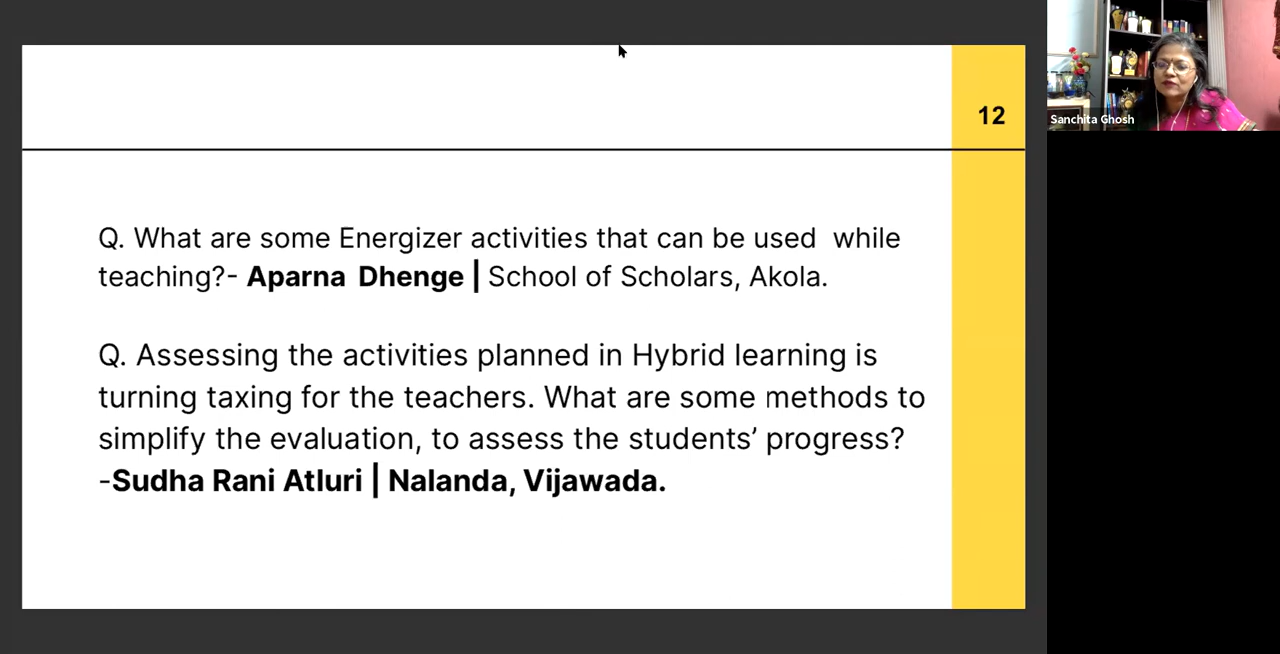 12
Sanchita Ghosh
Q. What are some Energizer activities that can be used  while
teaching?- Aparna  Dhenge | School of Scholars, Akola.
Q. Assessing the activities planned in Hybrid learning is
turning taxing for the teachers. What are some methods to
simplify the evaluation, to assess the students’ progress?
-Sudha Rani Atluri | Nalanda, Vijawada.